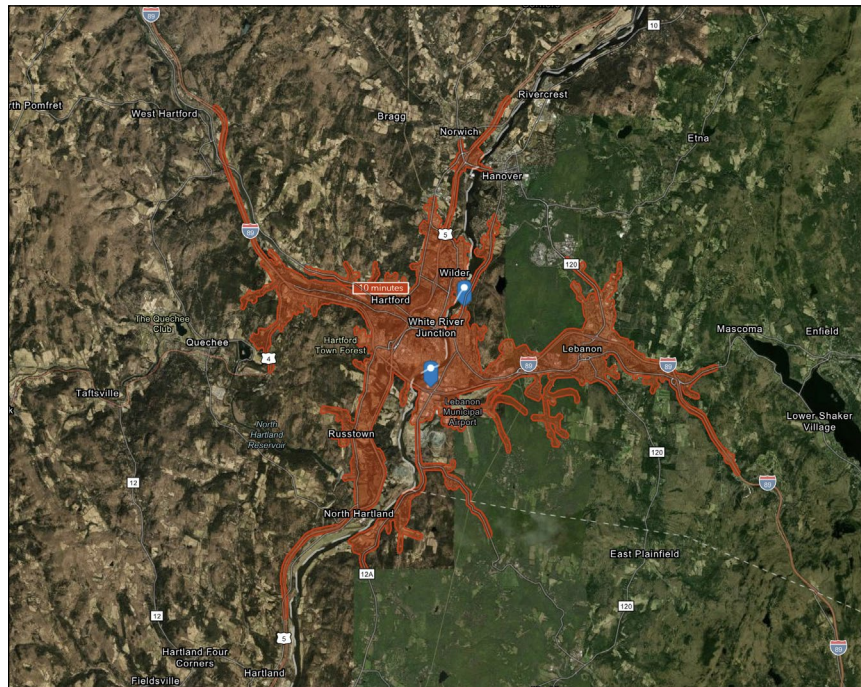 89
10
Rivercrest
rth Pomfret
West Hartford
Bragg
Norwich
Etna
Hanover
89
5
120
Wilder
10 minutes
Hartford
The Quechee
Club
White River
Junction
Mascoma
Enfield
Quechee
Hartford
Town Forest
Lebanon
4
89
89
Taftsville
k
Lebanon
Municipal
Airport
Lower Shaker
Village
North
Hartland
Reservoir
Russtown
120
12
89
North Hartland
East Plainfield
12A
12
120
5
89
Hartland Four
Corners
Hartland
Fieldsville